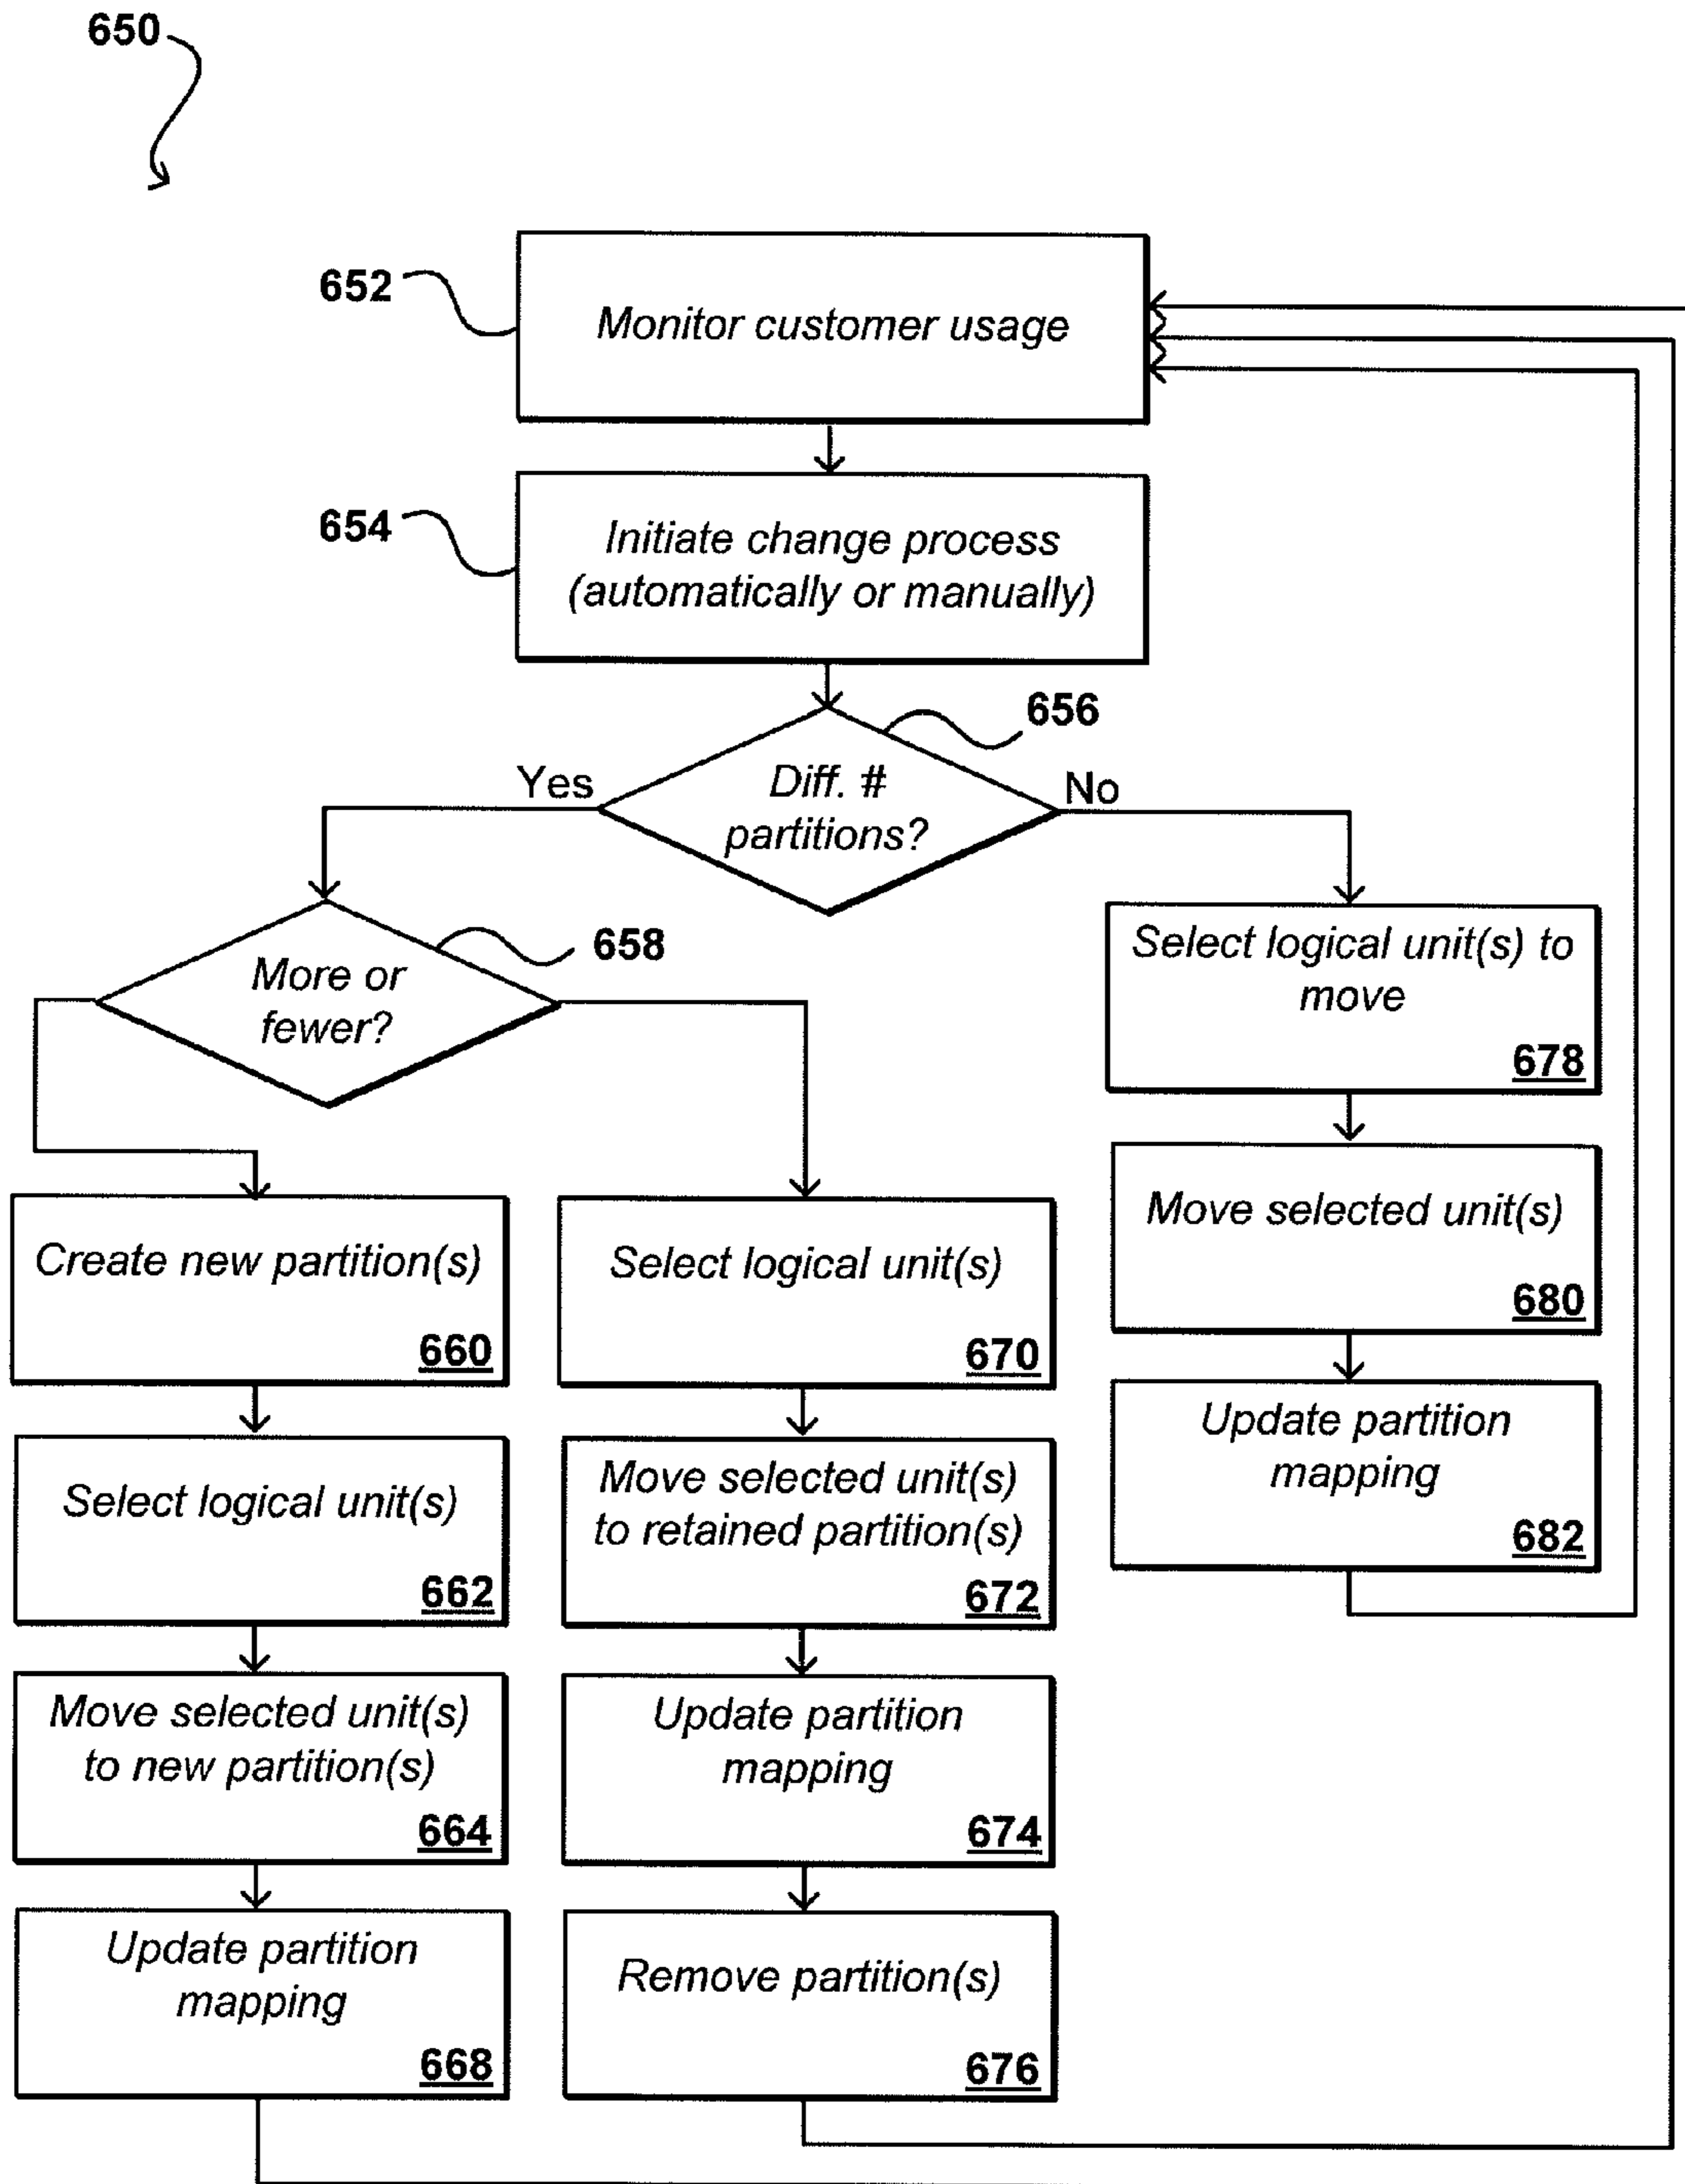 650
652
Monitor customer usage
654
Initiate change process
(automatically or manually)
656
Yes
Diff. #
partitions?
No
658
More or
fewer?
Select logical unit(s) to
move
678
Move selected unit(s)
680
Update partition
mapping
682
Create new partition(s)
660
Select logical unit(s)
662
Move selected unit(s)
to new partition(s)
664
Update partition
mapping
668
Select logical unit(s)
670
Move selected unit(s)
to retained partition(s)
672
Update partition
mapping
674
Remove partition(s)
676